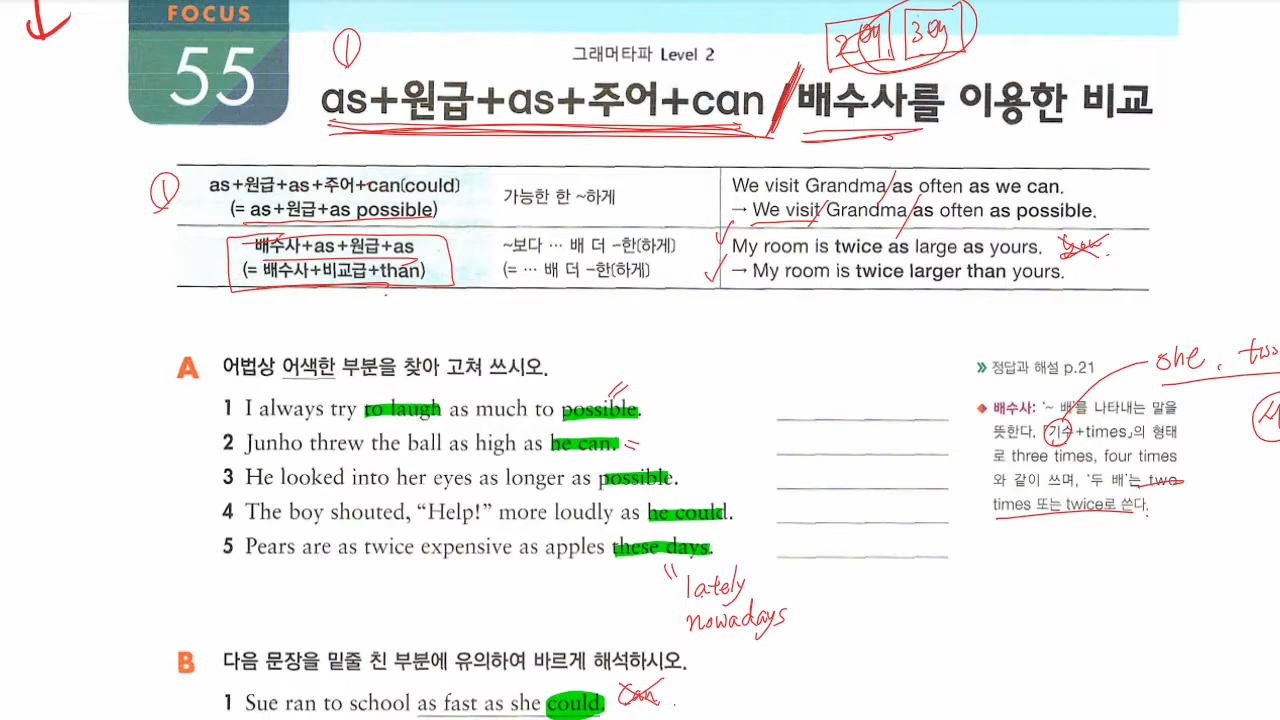 FOCUS
55
①
그래머타파 Level 2
2배 3배
as+원급+as+주어+can / 배수사를 이용한 비교
①
as+원급+as+주어+can(could)
(= as+원급+as possible)
가능한 한 ~하게
We visit Grandma as often as we can.
→ We visit Grandma as often as possible.
배수사+as+원급+as
(= 배수사+비교급+than)
~보다 … 배 더 –한(하게)
(= … 배 더 –한(하게)
My room is twice as large as yours.
→ My room is twice larger than yours.
A 어법상 어색한 부분을 찾아 고쳐 쓰시오.
1 I always try to laugh as much to possible.
2 Junho threw the ball as high as he can.
3 He looked into her eyes as longer as possible.
4 The boy shouted, “Help!” more loudly as he could.
5 Pears are as twice expensive as apples these days.
lately
nowadays
» 정답과 해설 p.21
she.
배수사: ‘~ 배’를 나타내는 말을
뜻한다. 「기수+times」의 형태
로 three times, four times
와 같이 쓰며, ‘두 배’는 two
times 또는 twice로 쓴다.
B 다음 문장을 밑줄 친 부분에 유의하여 바르게 해석하시오.
1 Sue ran to school as fast as she could. can